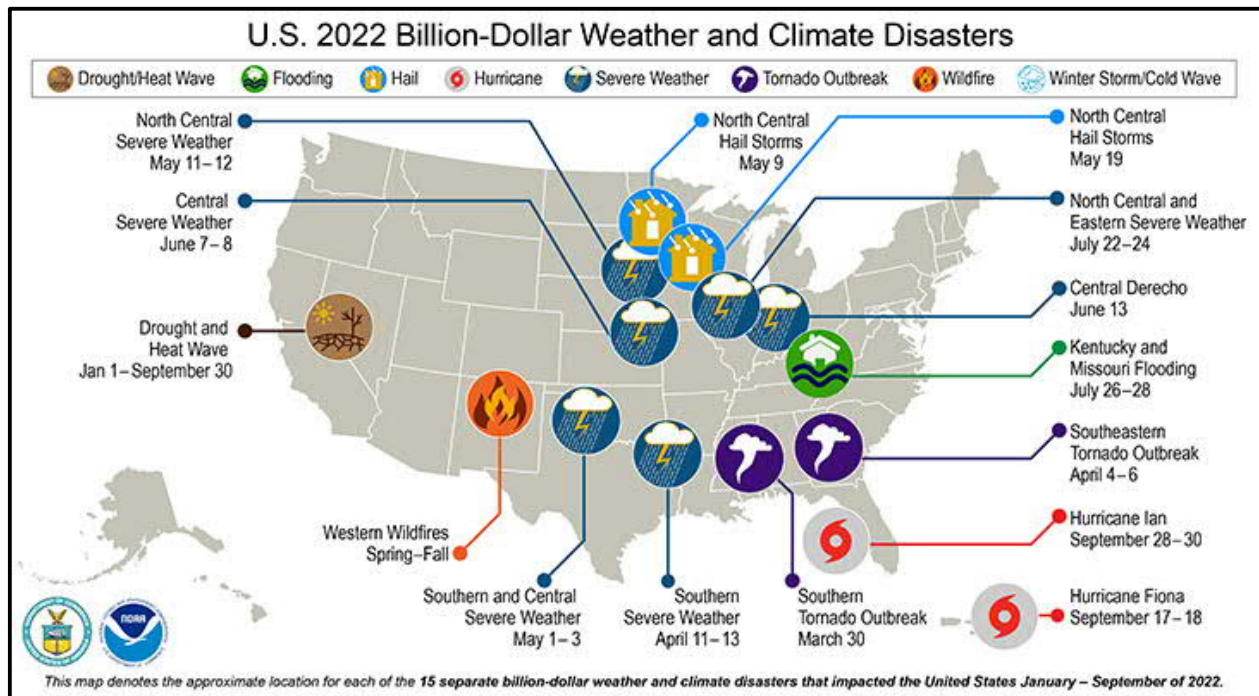 U.S. 2022 Billion-Dollar Weather and Climate Disasters
Drought/Heat Wave
Flooding
Hail
Hurricane
Severe Weather
Tornado Outbreak
Wildfire
Winter Storm/Cold Wave
North Central
Severe Weather
May 11–12
North Central
Hail Storms
May 9
North Central
Hail Storms
May 19
Central
Severe Weather
June 7–8
North Central and
Eastern Severe Weather
July 22–24
Central Derecho
June 13
Drought and
Heat Wave
Jan 1–September 30
Kentucky and
Missouri Flooding
July 26–28
Southeastern
Tornado Outbreak
April 4–6
Western Wildfires
Spring–Fall
Hurricane Ian
September 28–30
Southern and Central
Severe Weather
May 1–3
Southern
Severe Weather
April 11–13
Southern
Tornado Outbreak
March 30
Hurricane Fiona
September 17–18
NOAA
This map denotes the approximate location for each of the 15 separate billion-dollar weather and climate disasters that impacted the United States January – September of 2022.